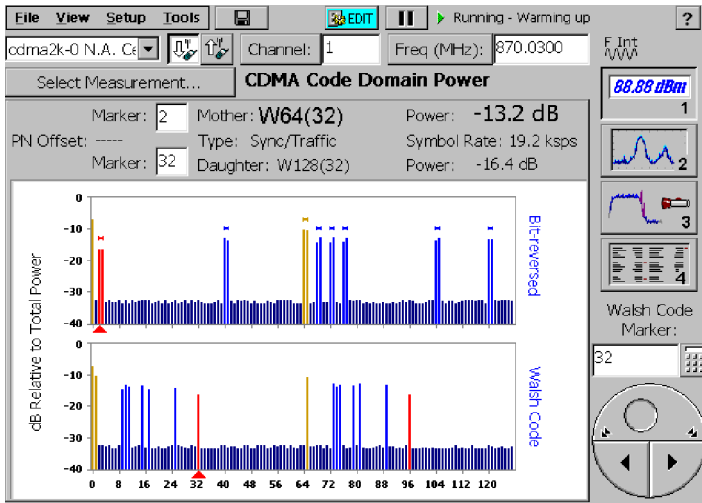 File View Setup Tools EDIT Running - Warming up ?
cdma2k-0 N.A. Ce Channel: 1 Freq (MHz): 870.0300 F Int
Select Measurement... CDMA Code Domain Power
88.88 dBm
1
Marker: 2 Mother: W64(32) Power: -13.2 dB
PN Offset: ----- Type: Sync/Traffic Symbol Rate: 19.2 ksps
Marker: 32 Daughter: W128(32) Power: -16.4 dB
2
3
4
dB Relative to Total Power
0
-10
-20
-30
-40
Bit-reversed
0
-10
-20
-30
-40
Walsh Code
0 8 16 24 32 40 48 56 64 72 80 88 96 104 112 120
Walsh Code
Marker:
32